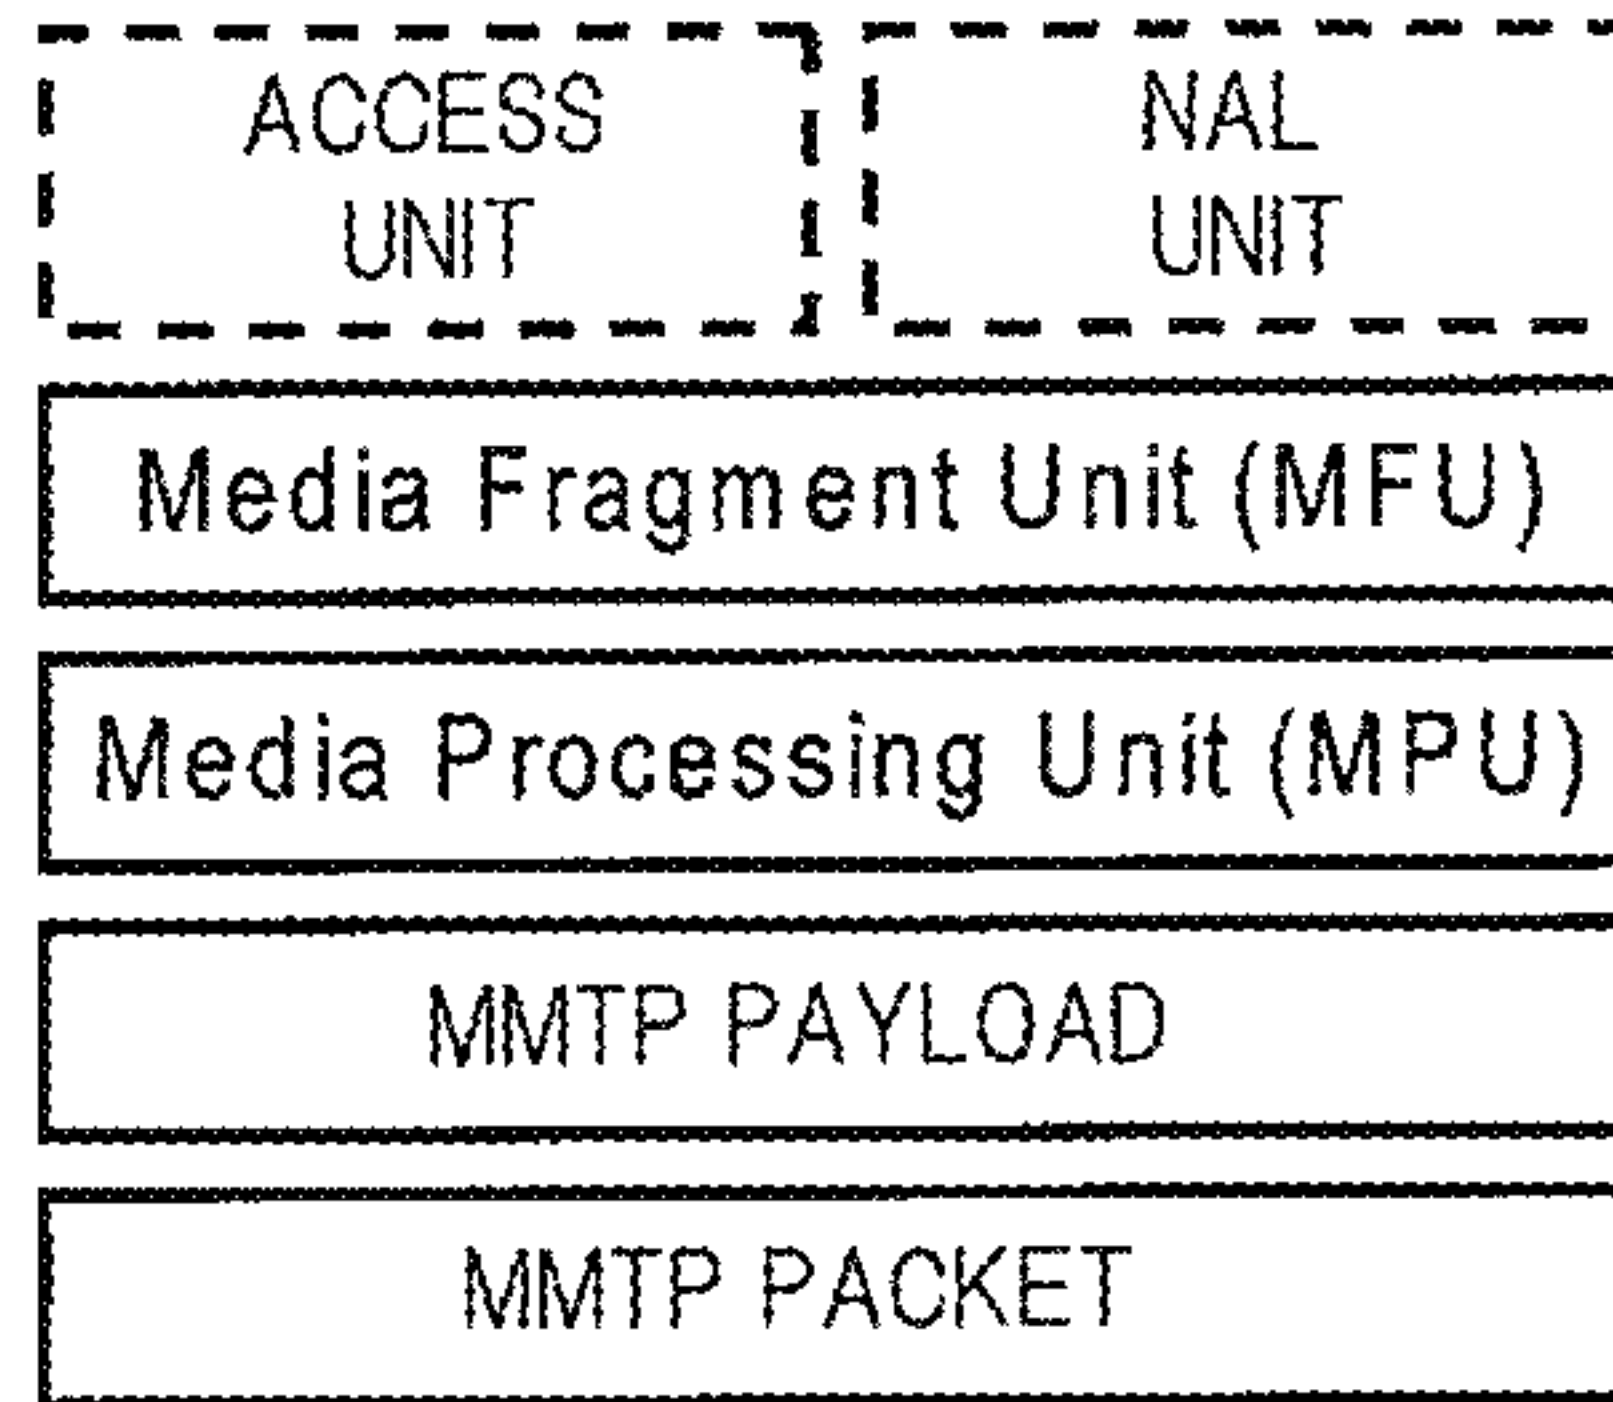 ACCESS
UNIT
NAL
UNIT
Media Fragment Unit (MFU)
Media Processing Unit (MPU)
MMTP PAYLOAD
MMTP PACKET